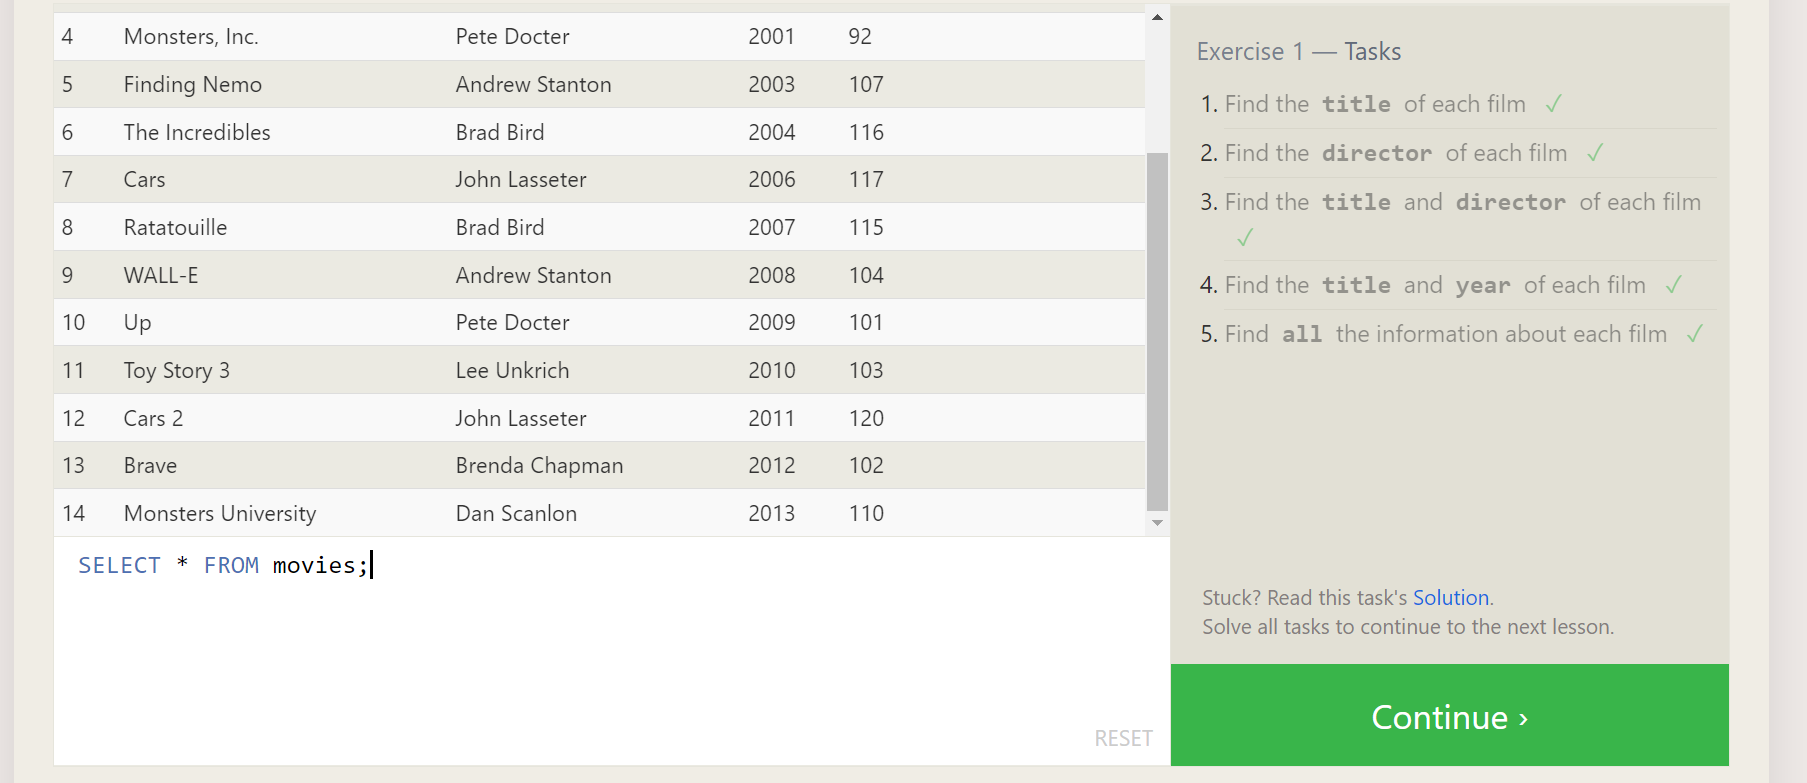 4 Monsters, Inc. Pete Docter 2001 92
5 Finding Nemo Andrew Stanton 2003 107
6 The Incredibles Brad Bird 2004 116
7 Cars John Lasseter 2006 117
8 Ratatouille Brad Bird 2007 115
9 WALL-E Andrew Stanton 2008 104
10 Up Pete Docter 2009 101
11 Toy Story 3 Lee Unkrich 2010 103
12 Cars 2 John Lasseter 2011 120
13 Brave Brenda Chapman 2012 102
14 Monsters University Dan Scanlon 2013 110
SELECT * FROM movies;
RESET
Exercise 1 — Tasks
1. Find the title of each film ✓
2. Find the director of each film ✓
3. Find the title and director of each film
✓
4. Find the title and year of each film ✓
5. Find all the information about each film ✓
Stuck? Read this task's Solution.
Solve all tasks to continue to the next lesson.
Continue ›